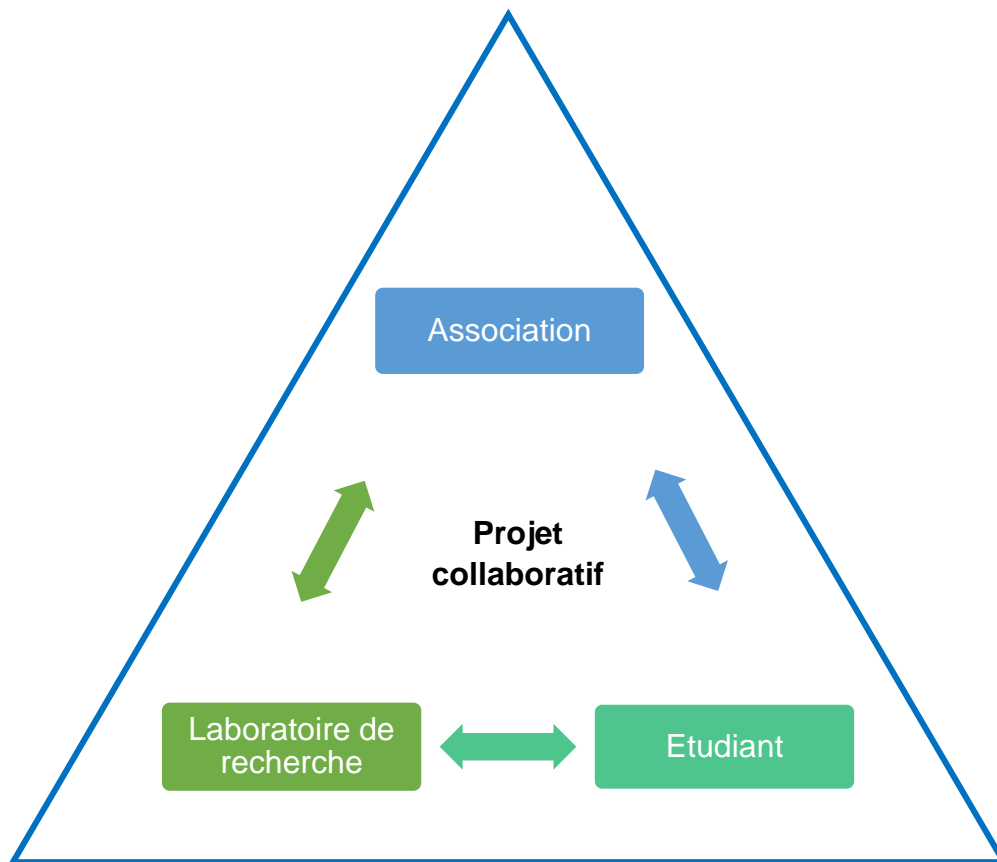 Association
Projet
collaboratif
Laboratoire de
recherche
Etudiant